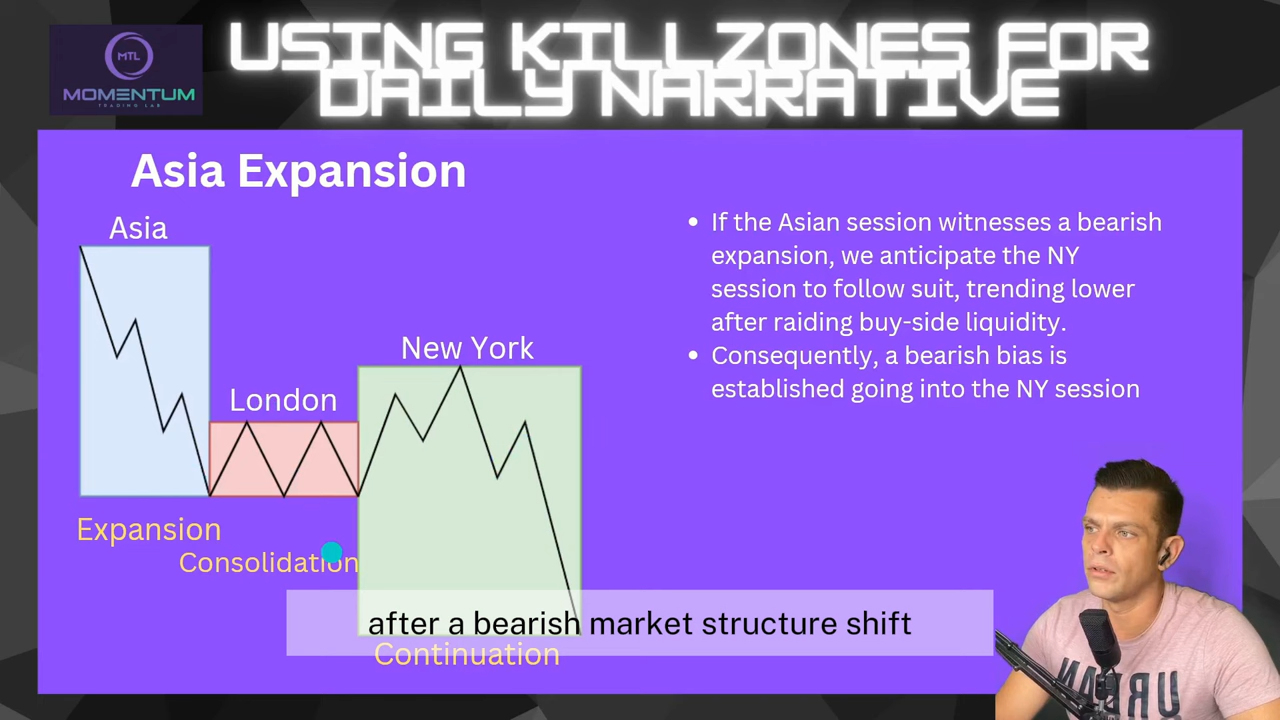 USING KILLZONES FOR
DAILY NARRATIVE
MTL
MOMENTUM
TRADING LAB
Asia Expansion
Asia
London
New York
Expansion
Consolidation
Continuation
If the Asian session witnesses a bearish
expansion, we anticipate the NY
session to follow suit, trending lower
after raiding buy-side liquidity.
Consequently, a bearish bias is
established going into the NY session
after a bearish market structure shift
URBAN